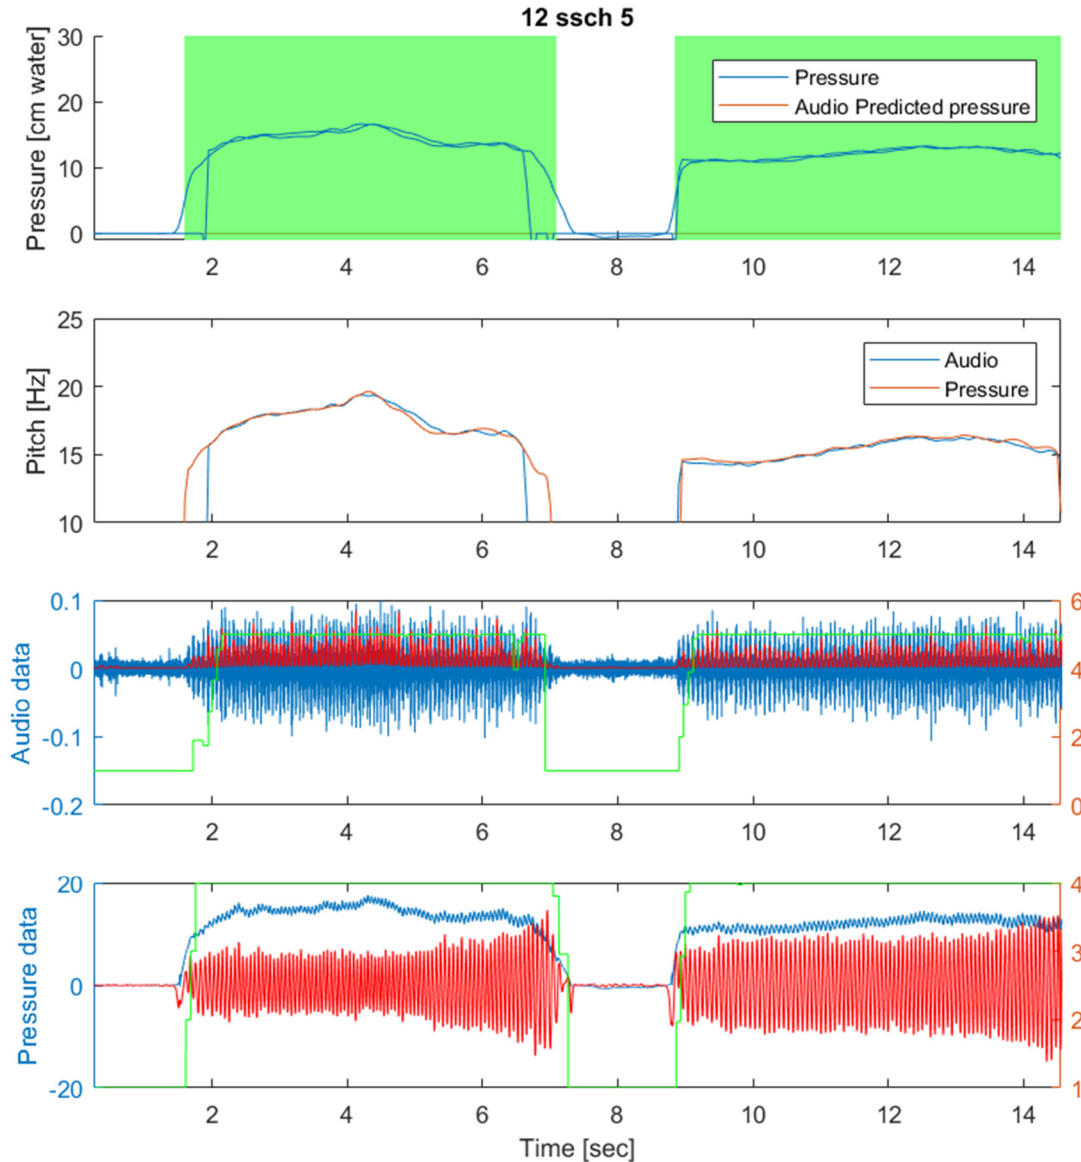 12 ssch 5
Pressure [cm water]
30
20
10
0
Pressure
Audio Predicted pressure
2 4 6 8 10 12 14
Pitch [Hz]
25
20
15
10
Audio
Pressure
2 4 6 8 10 12 14
Audio data
0.1
0
-0.1
-0.2
6
4
2
0
2 4 6 8 10 12 14
Pressure data
20
0
-20
4
3
2
1
2 4 6 8 10 12 14
Time [sec]